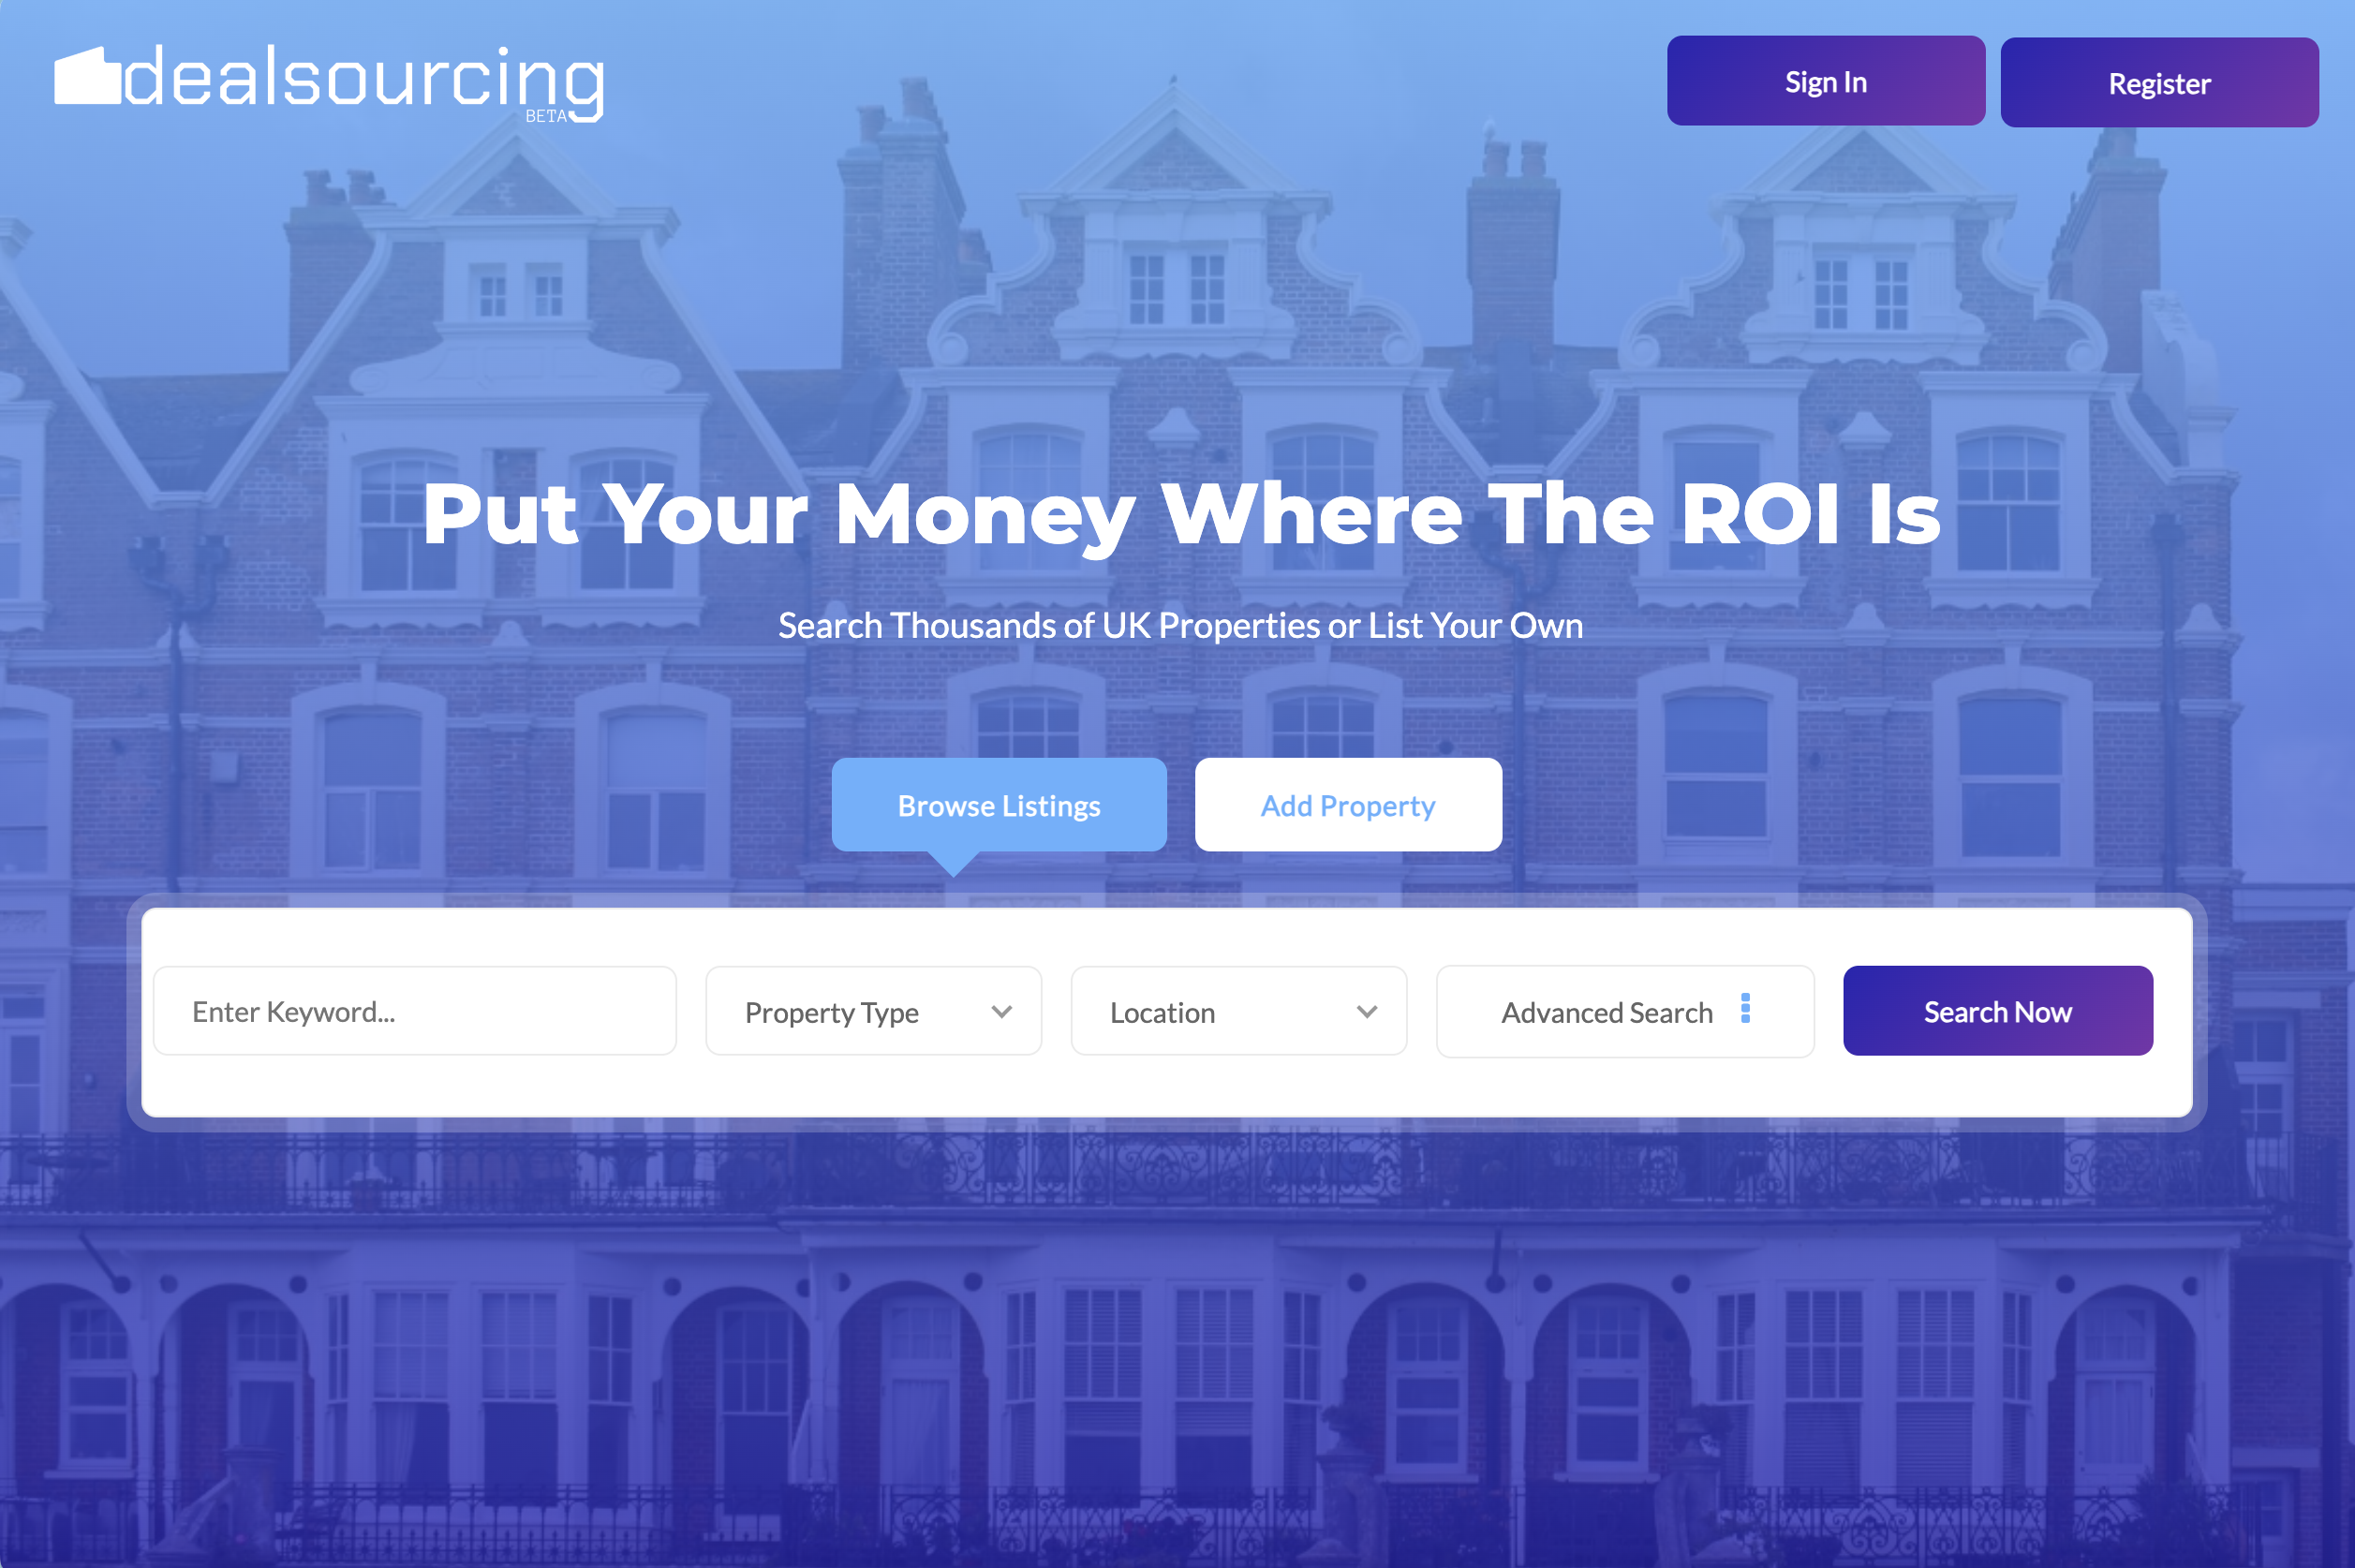 dealsourcing
BETA
Sign In
Register
Put Your Money Where The ROI Is
Search Thousands of UK Properties or List Your Own
Browse Listings
Add Property
Enter Keyword...
Property Type
Location
Advanced Search
Search Now